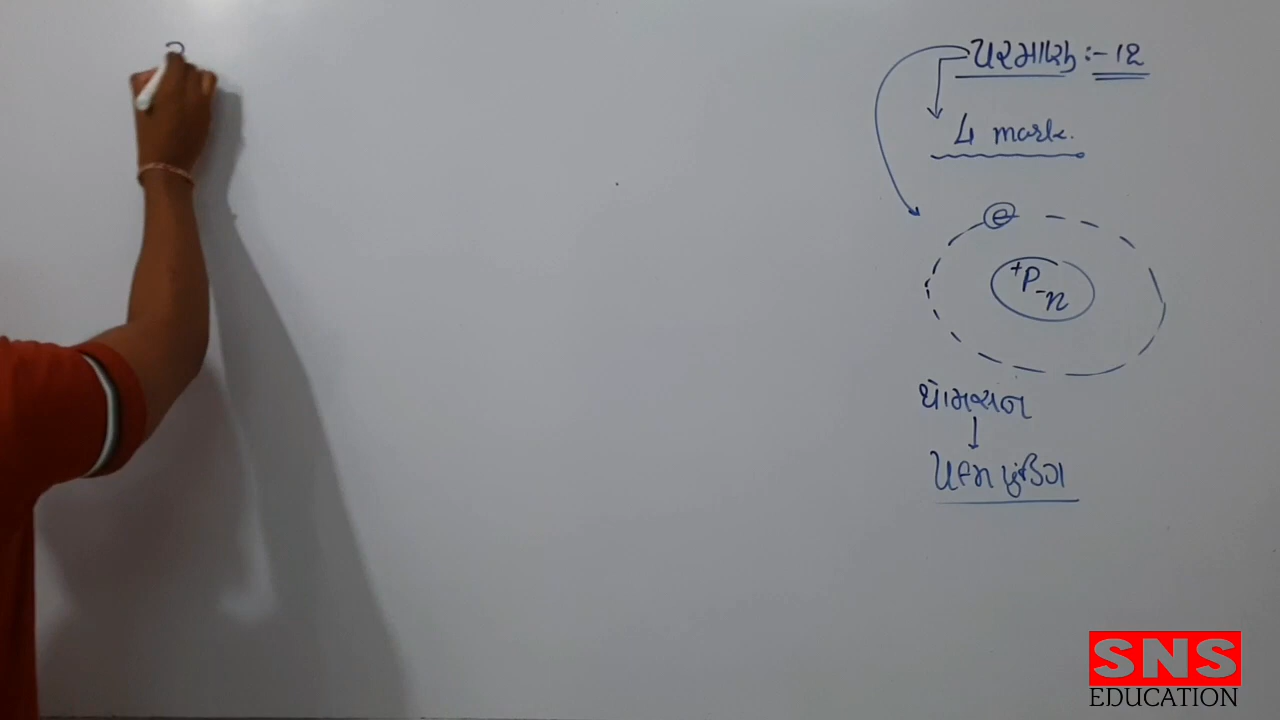 પરમાણુ :- 12
4 mark.
e
+P
-n
થોમસન
પ્લમ પુડિંગ
SNS
EDUCATION